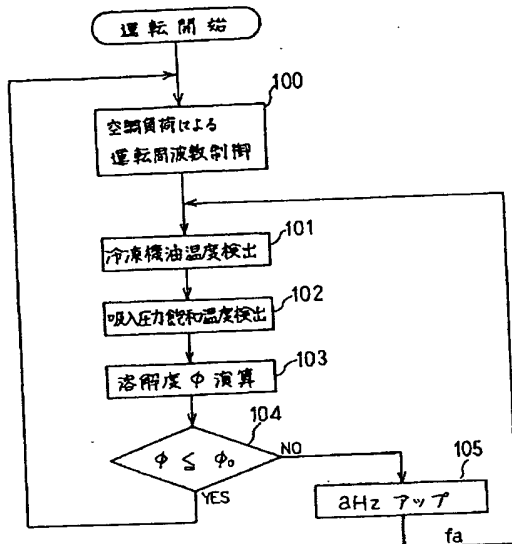 運転開始
100
空調負荷による
運転周波数制御
101
冷凍機油温度検出
102
吸入圧力飽和温度検出
103
溶解度φ演算
104
φ ≦ φ₀
NO
YES
105
aHz アップ
fa